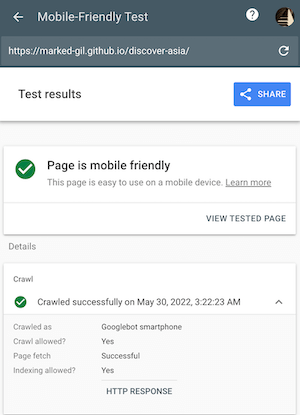 Mobile-Friendly Test
https://marked-gil.github.io/discover-asia/
Test results
SHARE
Page is mobile friendly
This page is easy to use on a mobile device. Learn more
VIEW TESTED PAGE
Details
Crawl
Crawled successfully on May 30, 2022, 3:22:23 AM
Crawled as Googlebot smartphone
Crawl allowed? Yes
Page fetch Successful
Indexing allowed? Yes
HTTP RESPONSE